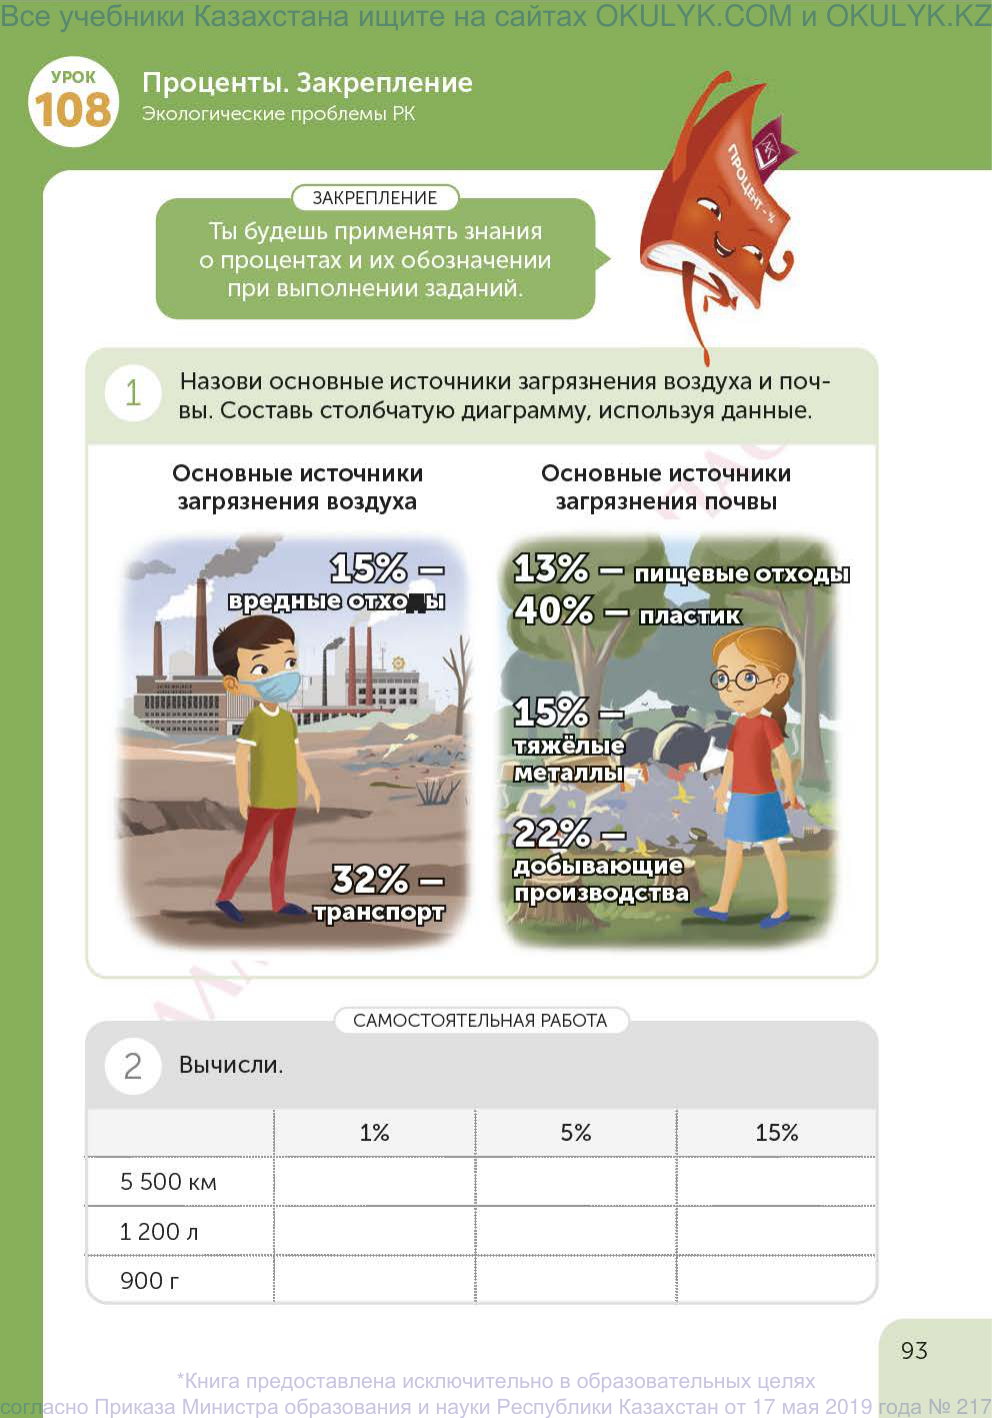 Все учебники Казахстана ищите на сайтах OKULYK.COM и OKULYK.KZ
УРОК
108
Проценты. Закрепление
Экологические проблемы РК
ПРОЦЕНТ - %
ЗАКРЕПЛЕНИЕ
Ты будешь применять знания
о процентах и их обозначении
при выполнении заданий.
1
Назови основные источники загрязнения воздуха и поч-
вы. Составь столбчатую диаграмму, используя данные.
Основные источники
загрязнения воздуха
15% –
вредные отходы
32% –
транспорт
Основные источники
загрязнения почвы
13% – пищевые отходы
40% – пластик
15% –
тяжёлые
металлы
22% –
добывающие
производства
САМОСТОЯТЕЛЬНАЯ РАБОТА
2
Вычисли.
1% 5% 15%
5 500 км
1 200 л
900 г
93
*Книга предоставлена исключительно в образовательных целях
согласно Приказа Министра образования и науки Республики Казахстан от 17 мая 2019 года № 217